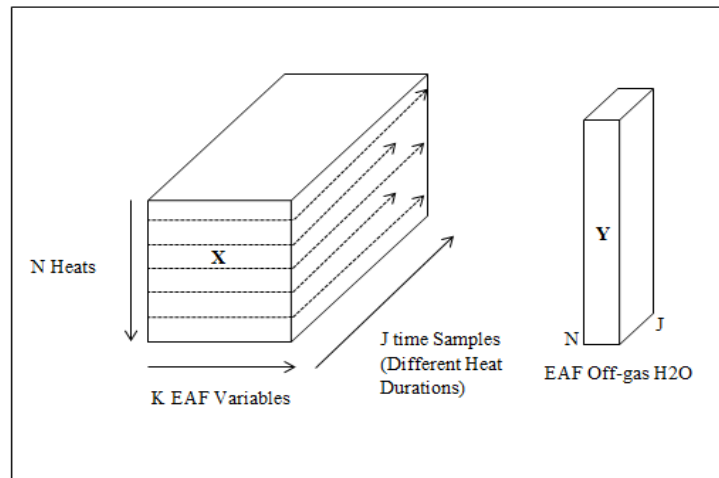 X
N Heats
K EAF Variables
J time Samples
(Different Heat
Durations)
Y
N
J
EAF Off-gas H2O